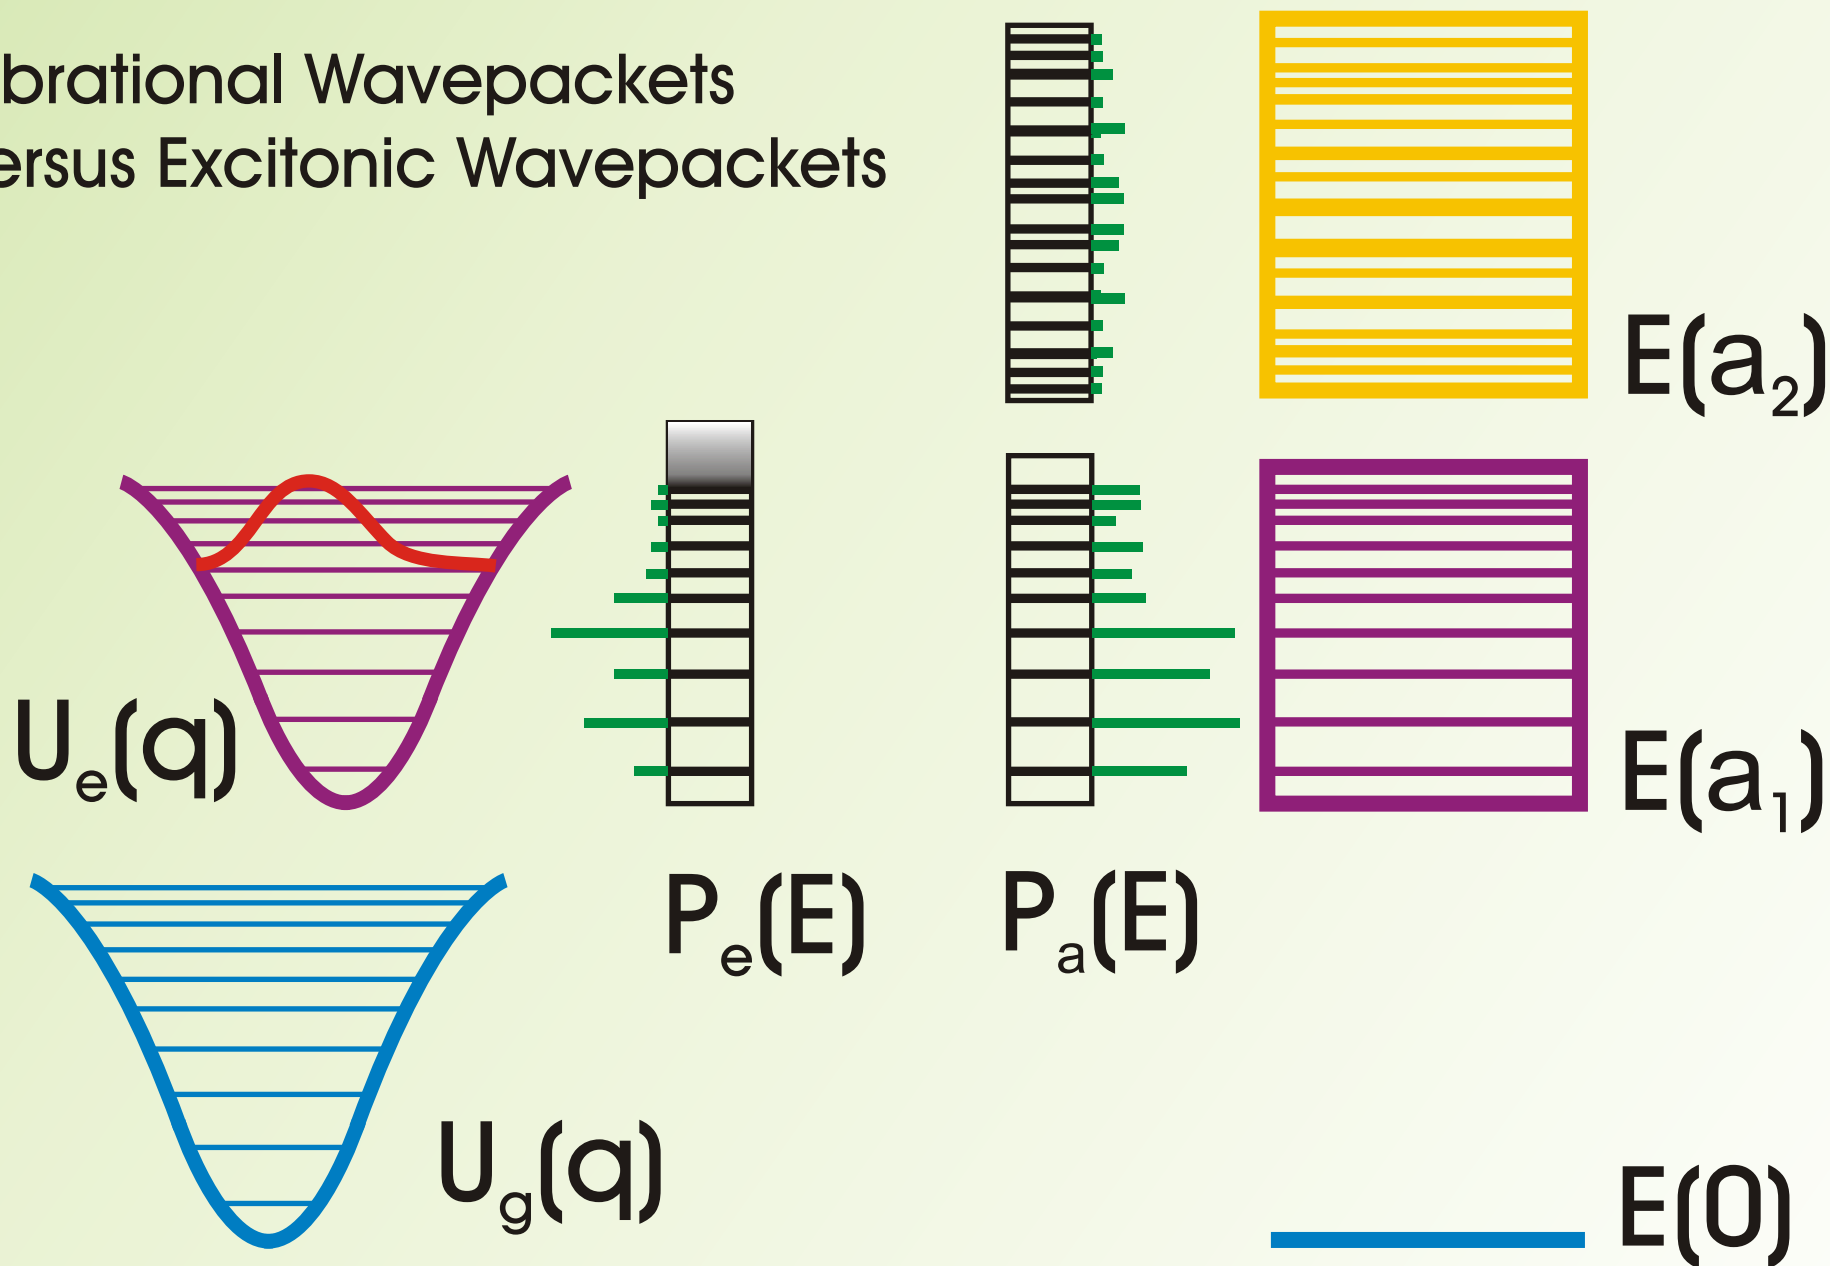 brational Wavepackets
ersus Excitonic Wavepackets
E(a2)
Ue(q)
E(a1)
Pe(E)
Pa(E)
Ug(q)
E(0)